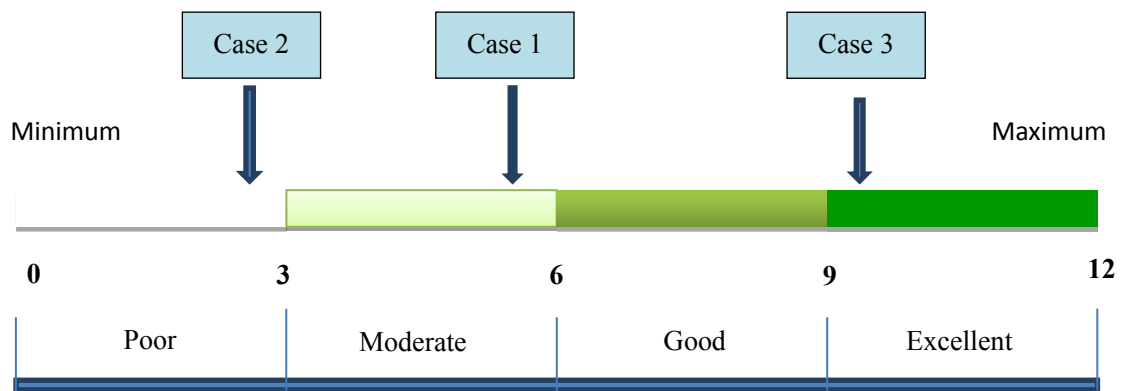 Case 2
Case 1
Case 3
Minimum
Maximum
0
3
6
9
12
Poor
Moderate
Good
Excellent